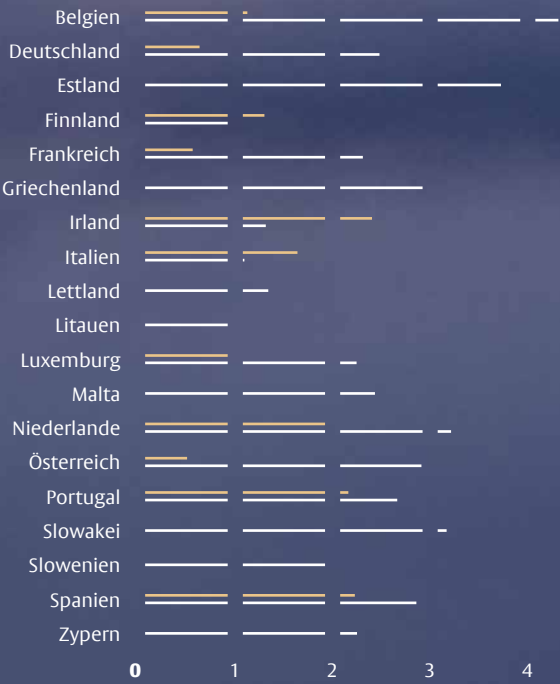 Belgien
Deutschland
Estland
Finnland
Frankreich
Griechenland
Irland
Italien
Lettland
Litauen
Luxemburg
Malta
Niederlande
Österreich
Portugal
Slowakei
Slowenien
Spanien
Zypern
0 1 2 3 4